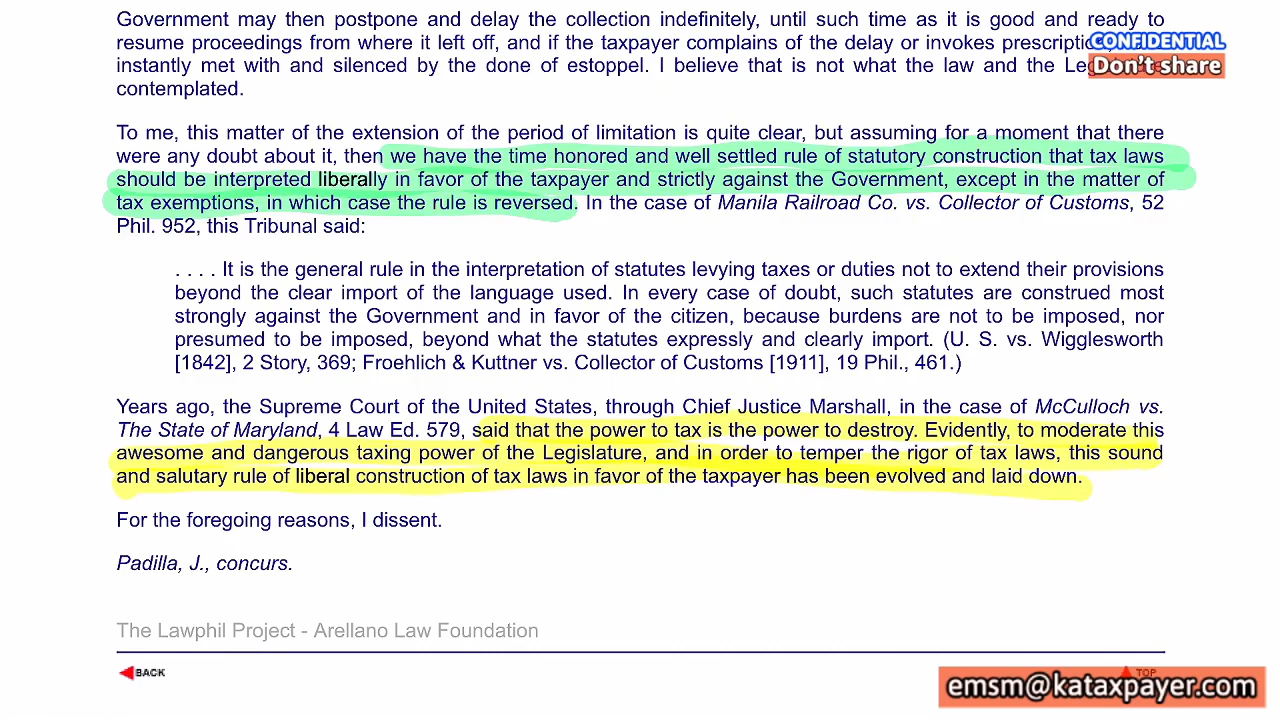 Government may then postpone and delay the collection indefinitely, until such time as it is good and ready to
resume proceedings from where it left off, and if the taxpayer complains of the delay or invokes
CONFIDENTIAL
instantly met with and silenced by the done of estoppel. I believe that is not what the law and the
Don't share
contemplated.
To me, this matter of the extension of the period of limitation is quite clear, but assuming for a moment that there
were any doubt about it, then we have the time honored and well settled rule of statutory construction that tax laws
should be interpreted liberally in favor of the taxpayer and strictly against the Government, except in the matter of
tax exemptions, in which case the rule is reversed. In the case of Manila Railroad Co. vs. Collector of Customs, 52
Phil. 952, this Tribunal said:
. . . . It is the general rule in the interpretation of statutes levying taxes or duties not to extend their provisions
beyond the clear import of the language used. In every case of doubt, such statutes are construed most
strongly against the Government and in favor of the citizen, because burdens are not to be imposed, nor
presumed to be imposed, beyond what the statutes expressly and clearly import. (U. S. vs. Wigglesworth
[1842], 2 Story, 369; Froehlich & Kuttner vs. Collector of Customs [1911], 19 Phil., 461.)
Years ago, the Supreme Court of the United States, through Chief Justice Marshall, in the case of McCulloch vs.
The State of Maryland, 4 Law Ed. 579, said that the power to tax is the power to destroy. Evidently, to moderate this
awesome and dangerous taxing power of the Legislature, and in order to temper the rigor of tax laws, this sound
and salutary rule of liberal construction of tax laws in favor of the taxpayer has been evolved and laid down.
For the foregoing reasons, I dissent.
Padilla, J., concurs.
The Lawphil Project - Arellano Law Foundation
BACK
TOP
emsm@kataxpayer.com